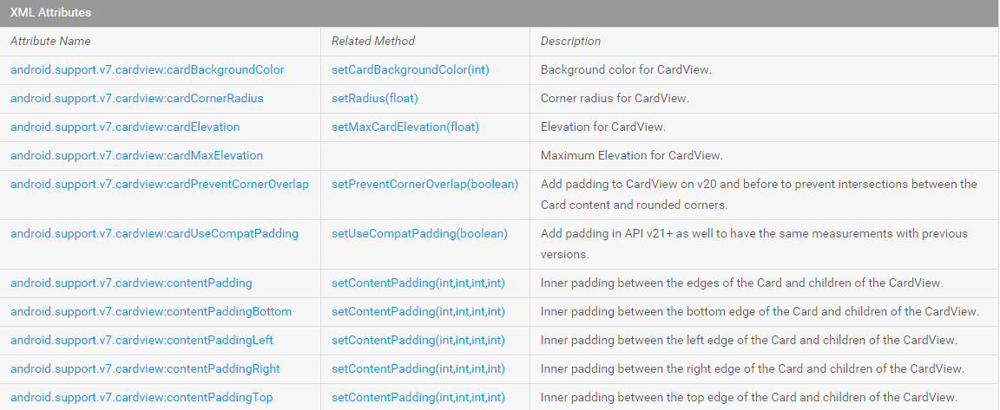 XML Attributes
Attribute Name Related Method Description
android.support.v7.cardview:cardBackgroundColor setCardBackgroundColor(int) Background color for CardView.
android.support.v7.cardview:cardCornerRadius setRadius(float) Corner radius for CardView.
android.support.v7.cardview:cardElevation setMaxCardElevation(float) Elevation for CardView.
android.support.v7.cardview:cardMaxElevation Maximum Elevation for CardView.
android.support.v7.cardview:cardPreventCornerOverlap setPreventCornerOverlap(boolean) Add padding to CardView on v20 and before to prevent intersections between the
Card content and rounded corners.
android.support.v7.cardview:cardUseCompatPadding setUseCompatPadding(boolean) Add padding in API v21+ as well to have the same measurements with previous
versions.
android.support.v7.cardview:contentPadding setContentPadding(int,int,int,int) Inner padding between the edges of the Card and children of the CardView.
android.support.v7.cardview:contentPaddingBottom setContentPadding(int,int,int,int) Inner padding between the bottom edge of the Card and children of the CardView.
android.support.v7.cardview:contentPaddingLeft setContentPadding(int,int,int,int) Inner padding between the left edge of the Card and children of the CardView.
android.support.v7.cardview:contentPaddingRight setContentPadding(int,int,int,int) Inner padding between the right edge of the Card and children of the CardView.
android.support.v7.cardview:contentPaddingTop setContentPadding(int,int,int,int) Inner padding between the top edge of the Card and children of the CardView.